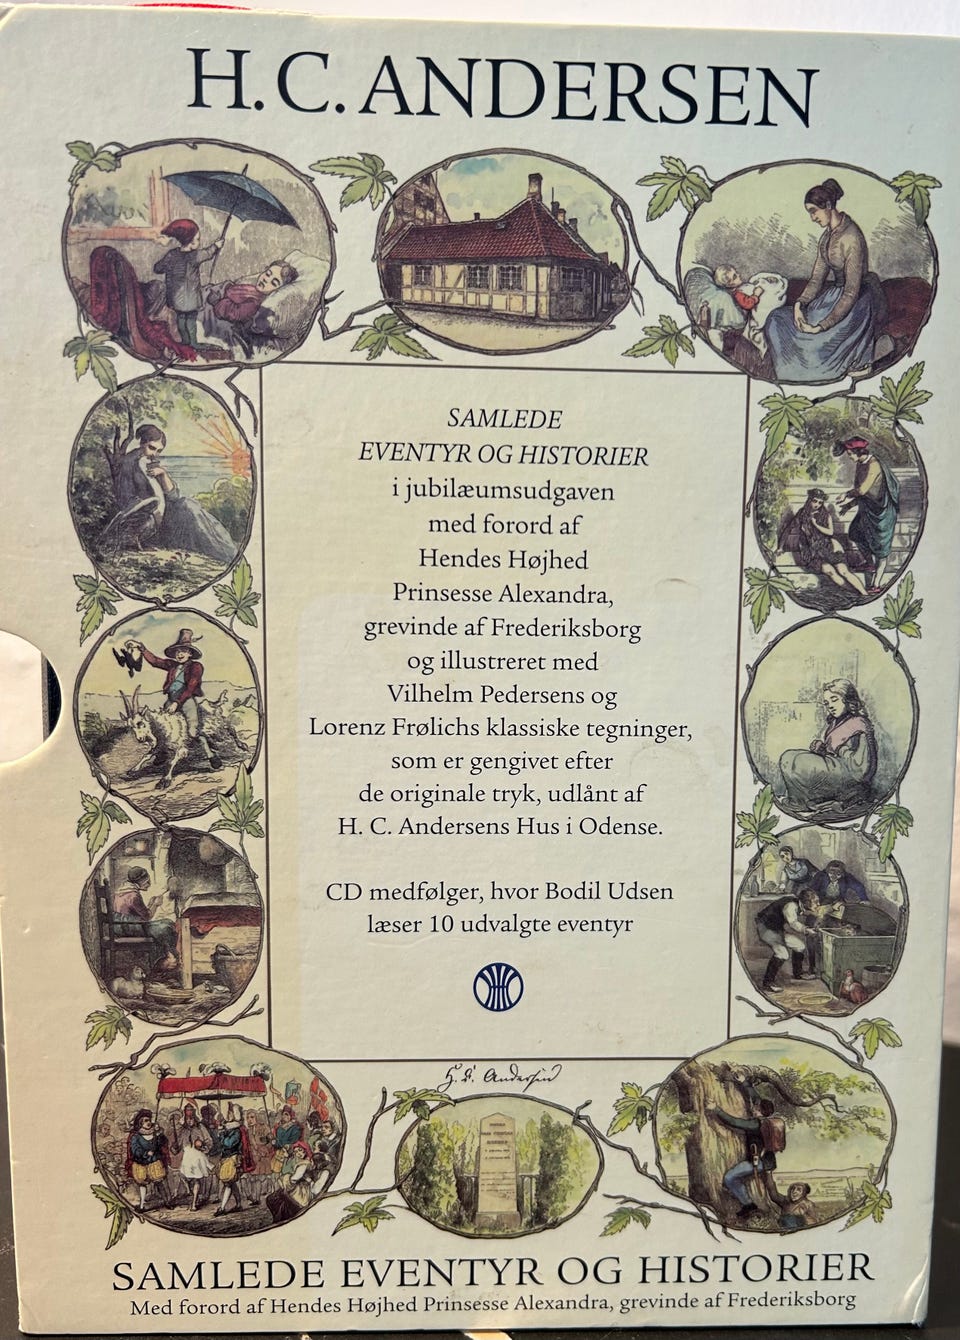 H. C. ANDERSEN
SAMLEDE
EVENTYR OG HISTORIER
i jubilæumsudgaven
med forord af
Hendes Højhed
Prinsesse Alexandra,
grevinde af Frederiksborg
og illustreret med
Vilhelm Pedersens og
Lorenz Frølichs klassiske tegninger,
som er gengivet efter
de originale tryk, udlånt af
H. C. Andersens Hus i Odense.
CD medfølger, hvor Bodil Udsen
læser 10 udvalgte eventyr
H. C. Andersen
SAMLEDE EVENTYR OG HISTORIER
Med forord af Hendes Højhed Prinsesse Alexandra, grevinde af Frederiksborg